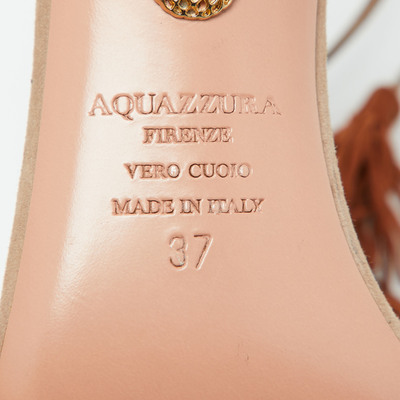 AQUAZZURA
FIRENZE
VERO CUOIO
MADE IN ITALY
37